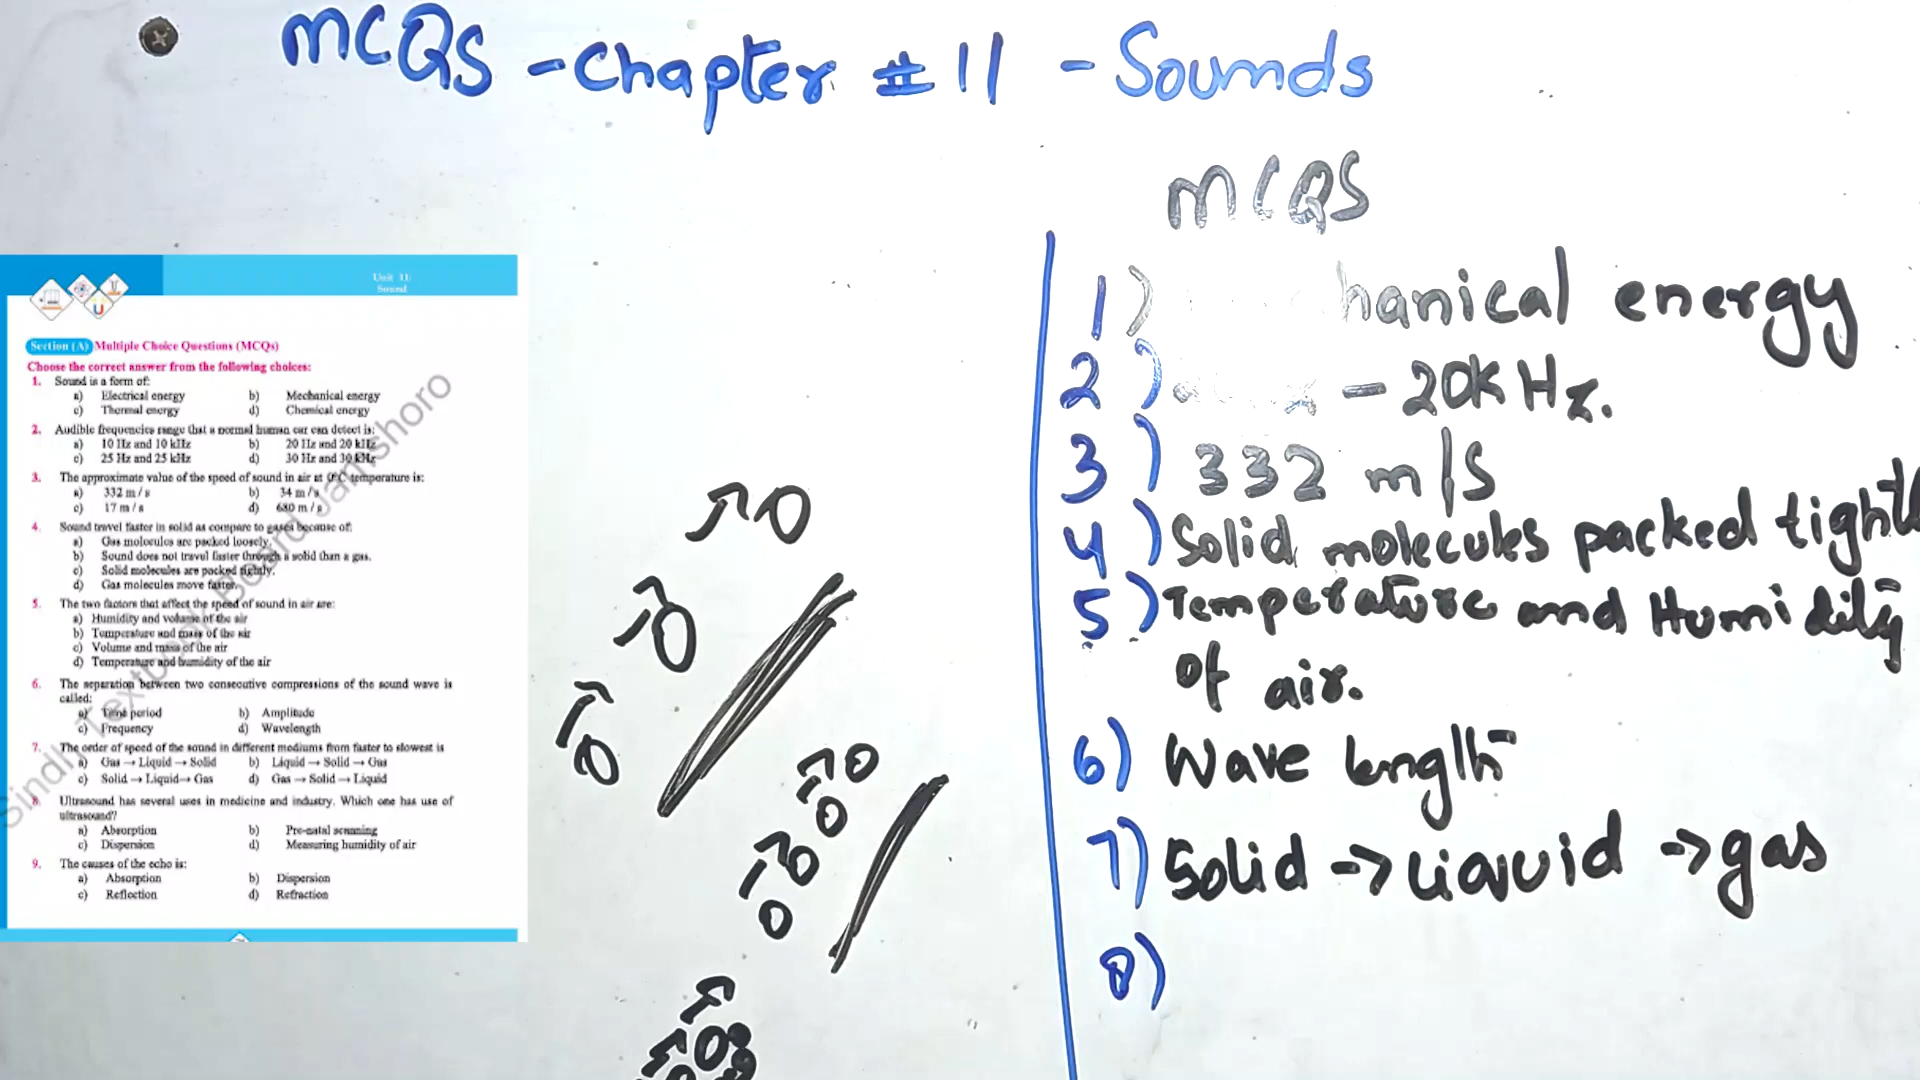 MCQS - Chapter # 11 - Sounds
MCQS
Unit 11:
Sound
Section (A) Multiple Choice Questions (MCQs)
Choose the correct answer from the following choices:
1. Sound is a form of:
a) Electrical energy b) Mechanical energy
c) Thermal energy d) Chemical energy
2. Audible frequencies range that a normal human ear can detect is:
a) 10 Hz and 10 kHz b) 20 Hz and 20 kHz
c) 25 Hz and 25 kHz d) 30 Hz and 30 kHz
3. The approximate value of the speed of sound in air at 0°C temperature is:
a) 332 m / s b) 34 m / s
c) 17 m / s d) 680 m / s
4. Sound travel faster in solid as compare to gases because of:
a) Gas molecules are packed loosely.
b) Sound does not travel faster through a solid than a gas.
c) Solid molecules are packed tightly.
d) Gas molecules move faster.
5. The two factors that affect the speed of sound in air are:
a) Humidity and volume of the air
b) Temperature and mass of the air
c) Volume and mass of the air
d) Temperature and humidity of the air
6. The separation between two consecutive compressions of the sound wave is
called:
a) Time period b) Amplitude
c) Frequency d) Wavelength
7. The order of speed of the sound in different mediums from faster to slowest is
a) Gas → Liquid → Solid b) Liquid → Solid → Gas
c) Solid → Liquid → Gas d) Gas → Solid → Liquid
8. Ultrasound has several uses in medicine and industry. Which one has use of
ultrasound?
a) Absorption b) Pre-natal scanning
c) Dispersion d) Measuring humidity of air
9. The causes of the echo is:
a) Absorption b) Dispersion
c) Reflection d) Refraction
Sindh Textbook Board Jamshoro
1) hanical energy
2) - 20K Hz.
3) 332 m/s
4) Solid molecules packed tight
5) Temperature and Humidity
of air.
6) Wave length
7) Solid -> Liquid -> gas
8)